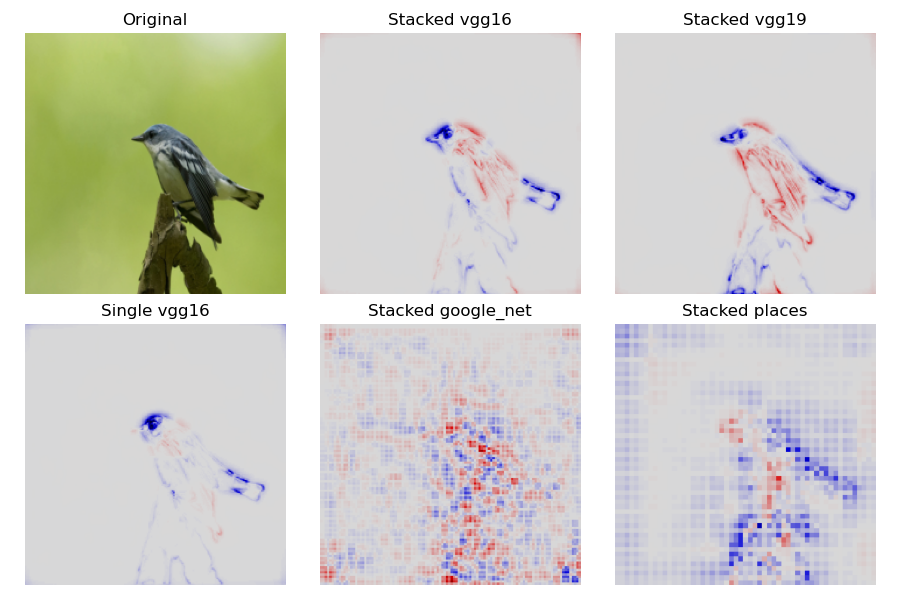 Original
Stacked vgg16
Stacked vgg19
Single vgg16
Stacked google_net
Stacked places